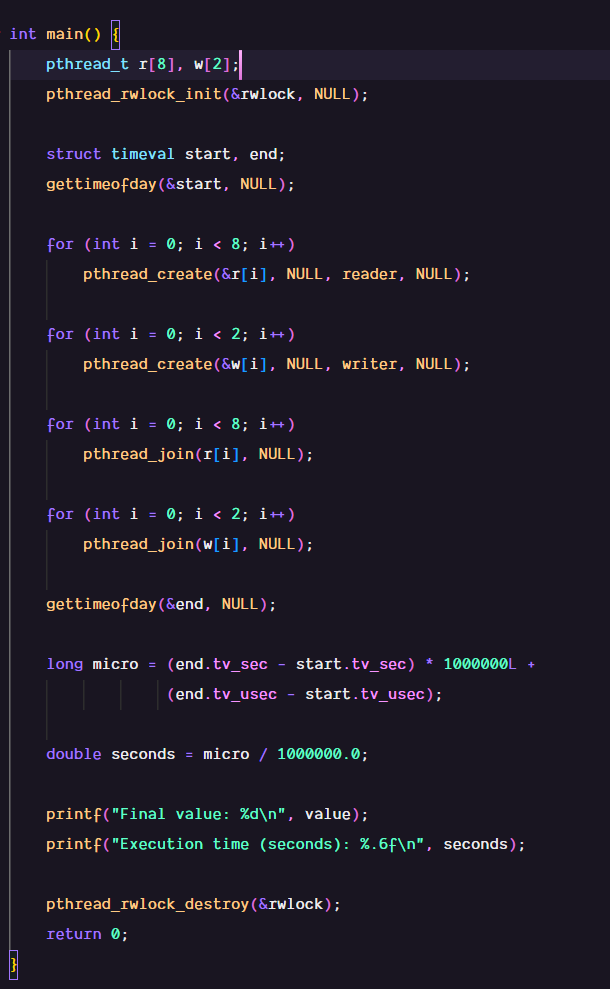 int main() {
    pthread_t r[8], w[2];
    pthread_rwlock_init(&rwlock, NULL);
    struct timeval start, end;
    gettimeofday(&start, NULL);
    for (int i = 0; i < 8; i++)
        pthread_create(&r[i], NULL, reader, NULL);
    for (int i = 0; i < 2; i++)
        pthread_create(&w[i], NULL, writer, NULL);
    for (int i = 0; i < 8; i++)
        pthread_join(r[i], NULL);
    for (int i = 0; i < 2; i++)
        pthread_join(w[i], NULL);
    gettimeofday(&end, NULL);
    long micro = (end.tv_sec - start.tv_sec) * 1000000L +
                 (end.tv_usec - start.tv_usec);
    double seconds = micro / 1000000.0;
    printf("Final value: %d\n", value);
    printf("Execution time (seconds): %.6f\n", seconds);
    pthread_rwlock_destroy(&rwlock);
    return 0;
}